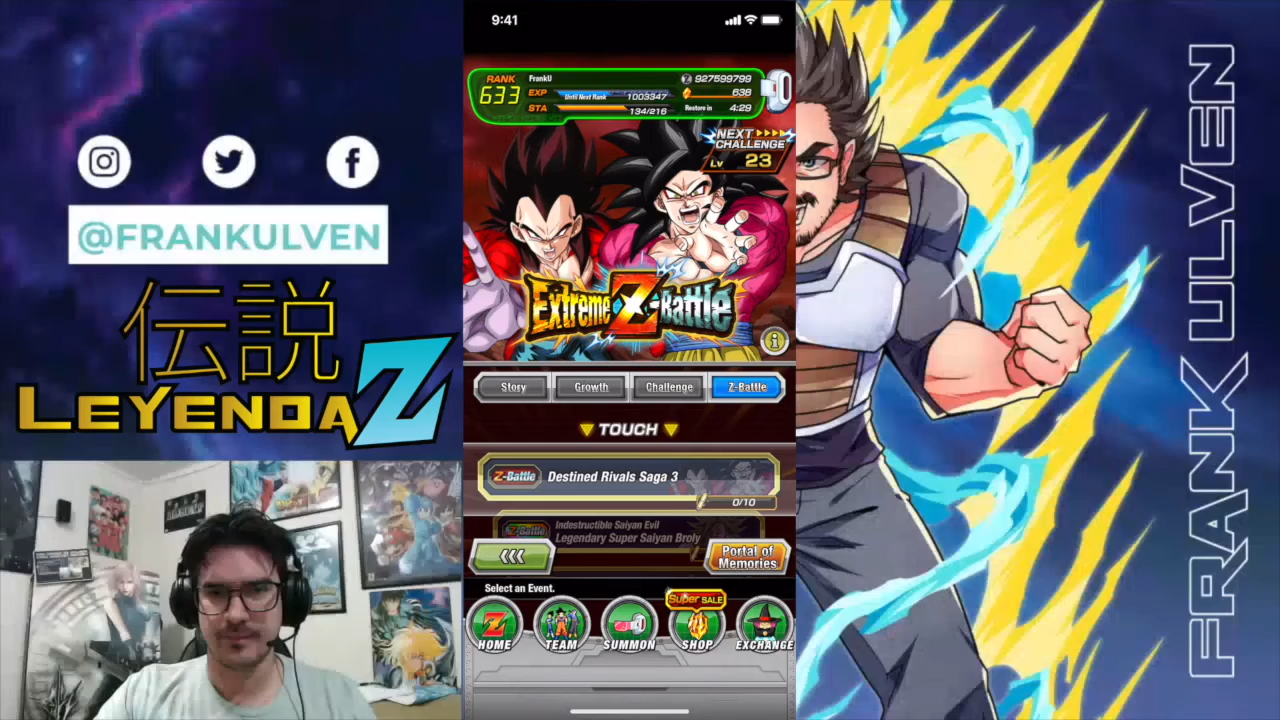 @FRANKULVEN
伝説
LEYENDA Z
9:41
RANK
633
FrankU
EXP
Until Next Rank
1003347
STA
134/216
927599799
638
Restore in 4:29
NEXT
CHALLENGE
Lv 23
Extreme Z-Battle
Story
Growth
Challenge
Z-Battle
TOUCH
Z-Battle
Destined Rivals Saga 3
0/10
Z-Battle
Indestructible Saiyan Evil
Legendary Super Saiyan Broly
Portal of
Memories
Select an Event.
Super SALE
HOME
TEAM
SUMMON
SHOP
EXCHANGE
FRANK ULVEN